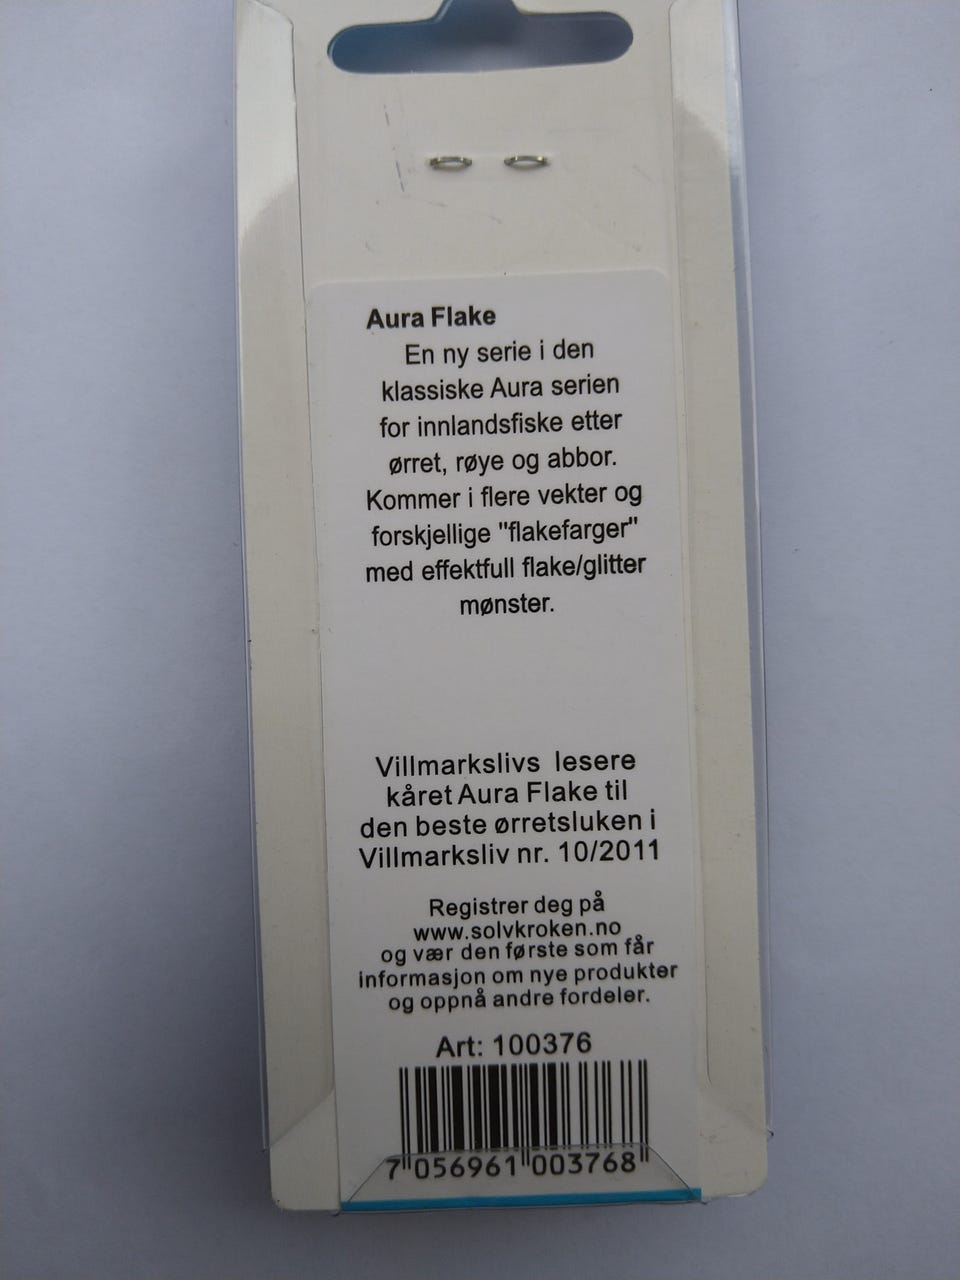 Aura Flake
En ny serie i den
klassiske Aura serien
for innlandsfiske etter
ørret, røye og abbor.
Kommer i flere vekter og
forskjellige "flakefarger"
med effektfull flake/glitter
mønster.
Villmarkslivs lesere
kåret Aura Flake til
den beste ørretsluken i
Villmarksliv nr. 10/2011
Registrer deg på
www.solvkroken.no
og vær den første som får
informasjon om nye produkter
og oppnå andre fordeler.
Art: 100376
7 056961 003768